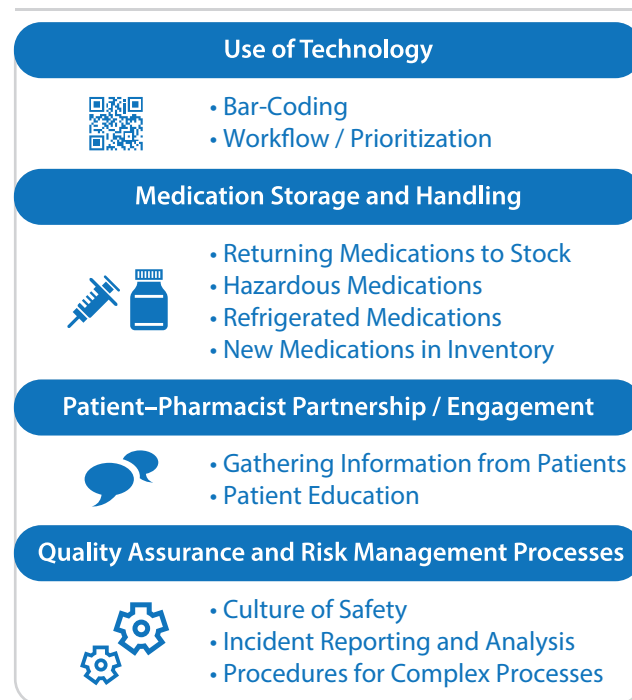 Use of Technology
• Bar-Coding
• Workflow / Prioritization
Medication Storage and Handling
• Returning Medications to Stock
• Hazardous Medications
• Refrigerated Medications
• New Medications in Inventory
Patient–Pharmacist Partnership / Engagement
• Gathering Information from Patients
• Patient Education
Quality Assurance and Risk Management Processes
• Culture of Safety
• Incident Reporting and Analysis
• Procedures for Complex Processes